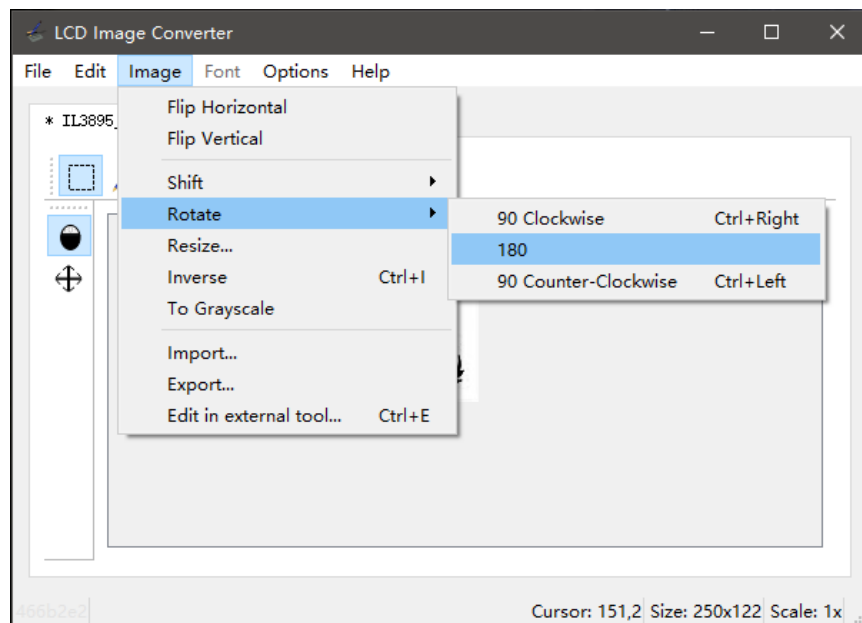 LCD Image Converter
File Edit Image Font Options Help
* IL3895_
Flip Horizontal
Flip Vertical
Shift
Rotate
90 Clockwise Ctrl+Right
180
90 Counter-Clockwise Ctrl+Left
Resize...
Inverse Ctrl+I
To Grayscale
Import...
Export...
Edit in external tool... Ctrl+E
466b2e2 Cursor: 151,2 Size: 250x122 Scale: 1x